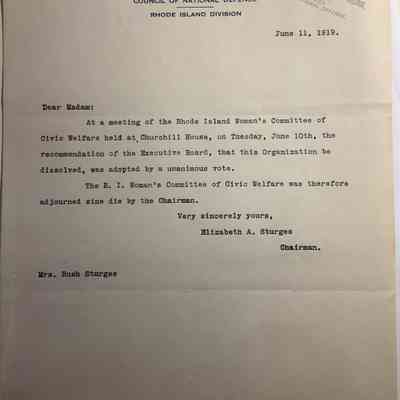 COUNCIL OF NATIONAL DEFENSE
RHODE ISLAND DIVISION
June 11, 1919.
Dear Madam:
At a meeting of the Rhode Island Woman's Committee of
Civic Welfare held at Churchill House, on Tuesday, June 10th, the
recommendation of the Executive Board, that this Organization be
dissolved, was adopted by a unanimous vote.
The R. I. Woman's Committee of Civic Welfare was therefore
adjourned sine die by the Chairman.
Very sincerely yours,
Elizabeth A. Sturges
Chairman.
Mrs. Rush Sturges